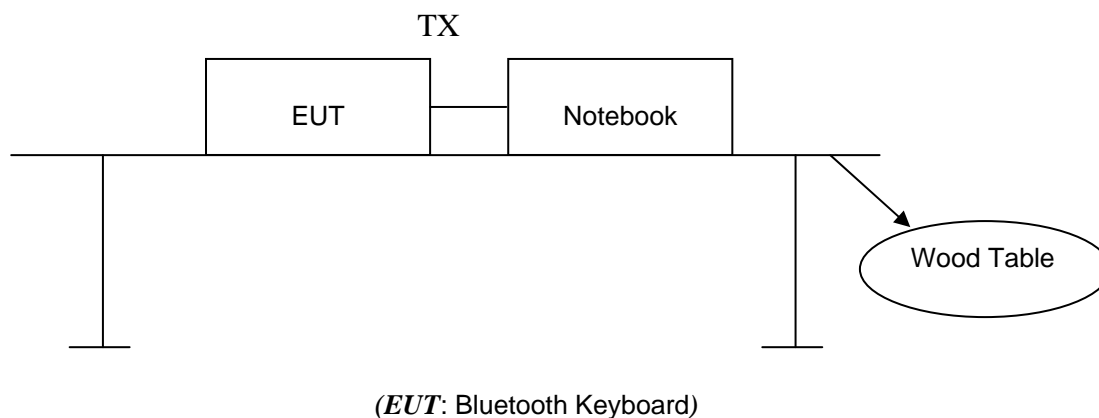 TX
EUT
Notebook
Wood Table
(EUT: Bluetooth Keyboard)